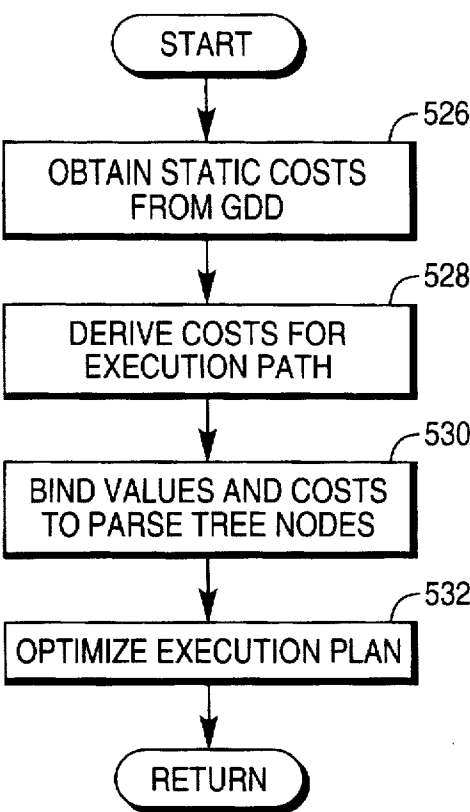 START
526
OBTAIN STATIC COSTS
FROM GDD
528
DERIVE COSTS FOR
EXECUTION PATH
530
BIND VALUES AND COSTS
TO PARSE TREE NODES
532
OPTIMIZE EXECUTION PLAN
RETURN